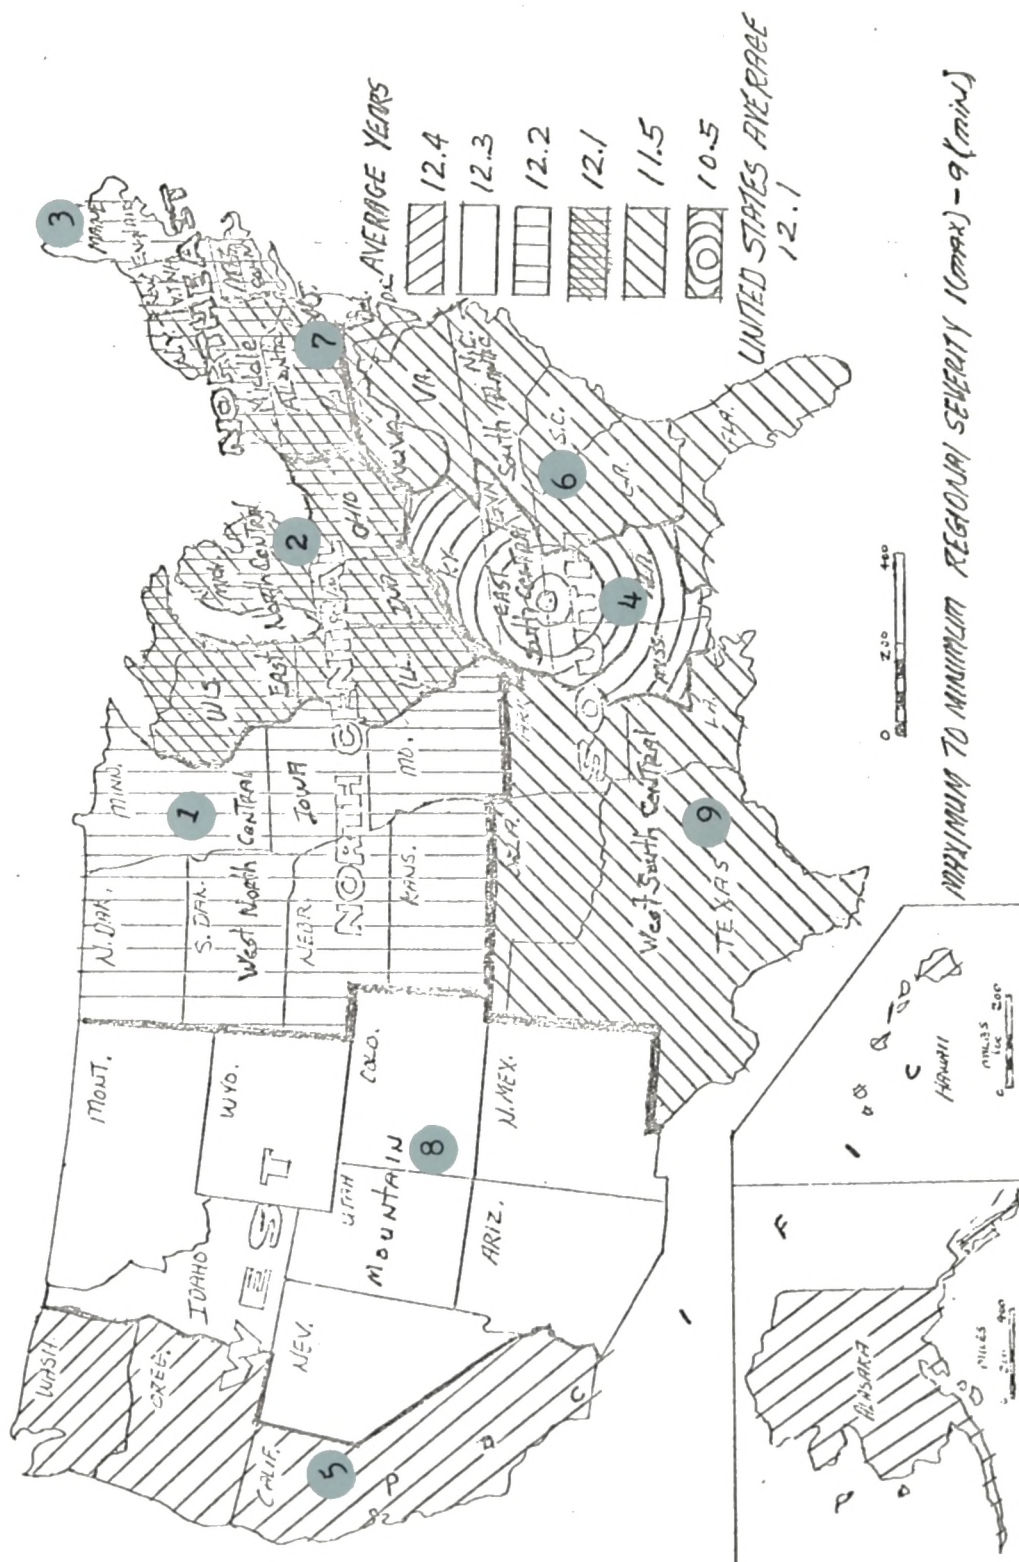 WASH.
OREG.
CALIF.
5
NEV.
IDAHO
MONT.
WYO.
WEST
UTAH
MOUNTAIN
COLO.
8
ARIZ.
N.MEX.
N.DAK.
S.DAK.
West North Central
NEBR.
KANS.
MINN.
1
IOWA
MO.
NORTH CENTRAL
WIS.
EAST
North Central
MICH
2
ILL.
IND
OHIO
NORTHEAST
Middle
Atlantic
7
MAINE
3
West South Central
TEXAS
9
OKLA.
ARK.
LA.
SOUTH
EAST
South Central
KY.
TENN
MISS.
4
W.VA.
VA.
N.C.
South Atlantic
S.C.
6
GA.
FLA.
AVERAGE YEARS
12.4
12.3
12.2
12.1
11.5
10.5
UNITED STATES AVERAGE
12.1
0 200 400
MAXIMUM TO MINIMUM REGIONAL SEVERITY 1(MAX) - 9(MIN)
ALASAKA
MILES
HAWAII
MILES
200